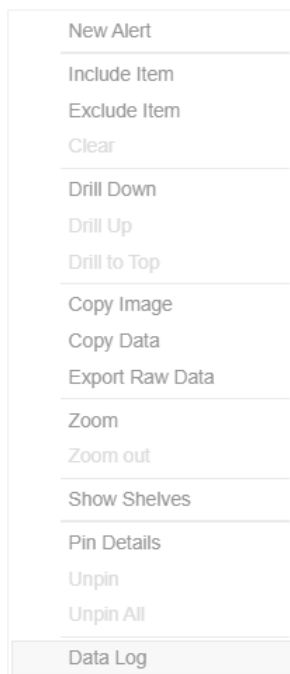 New Alert
Include Item
Exclude Item
Clear
Drill Down
Drill Up
Drill to Top
Copy Image
Copy Data
Export Raw Data
Zoom
Zoom out
Show Shelves
Pin Details
Unpin
Unpin All
Data Log